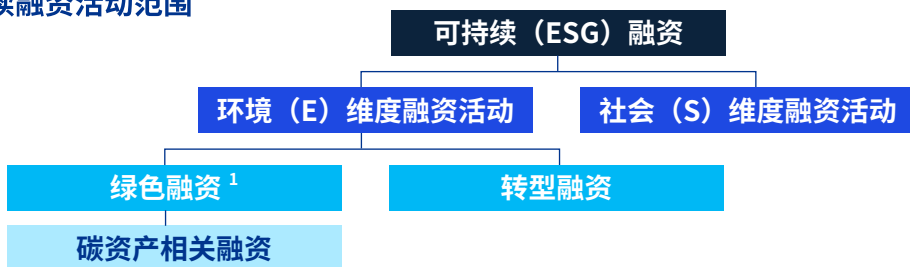 融资活动范围
可持续（ESG）融资
环境（E）维度融资活动
社会（S）维度融资活动
绿色融资 1
转型融资
碳资产相关融资